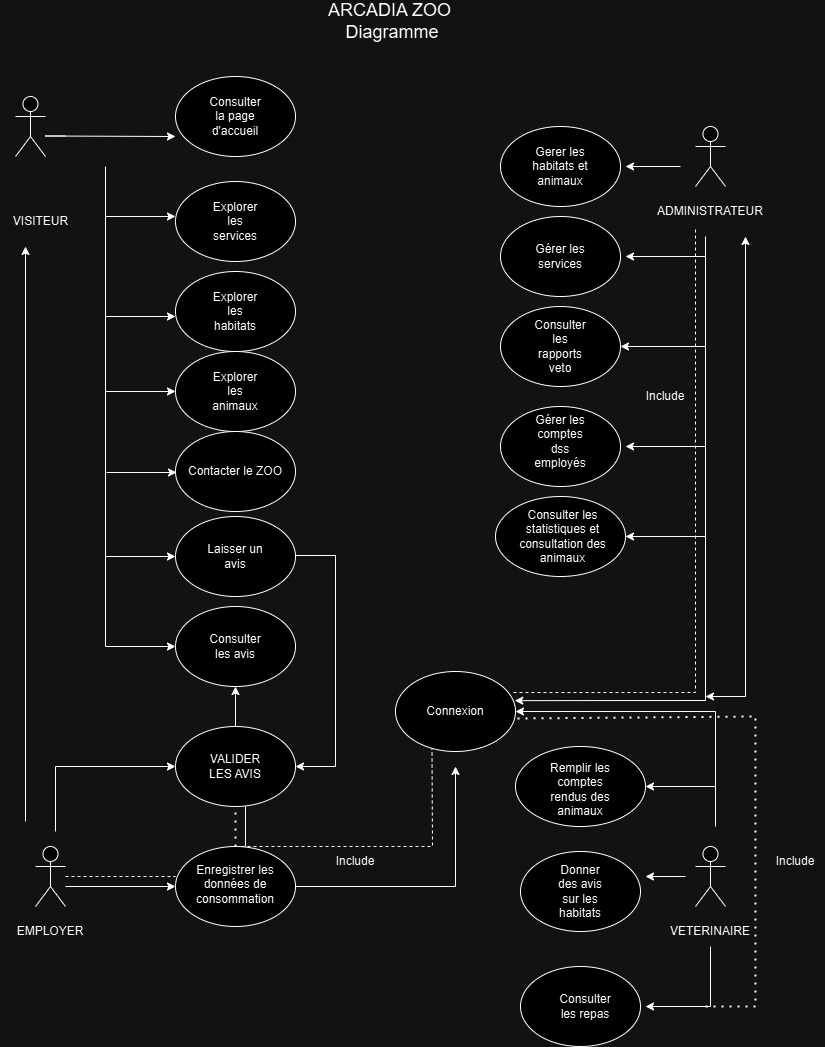 ARCADIA ZOO
Diagramme
Consulter
la page
d'accueil
VISITEUR
Explorer
les
services
Explorer
les
habitats
Explorer
les
animaux
Contacter le ZOO
Laisser un
avis
Consulter
les avis
VALIDER
LES AVIS
Enregistrer les
données de
consommation
EMPLOYER
Include
Connexion
Gerer les
habitats et
animaux
ADMINISTRATEUR
Gérer les
services
Consulter
les
rapports
veto
Include
Gérer les
comptes
dss
employés
Consulter les
statistiques et
consultation des
animaux
Remplir les
comptes
rendus des
animaux
Include
Donner
des avis
sur les
habitats
VETERINAIRE
Consulter
les repas